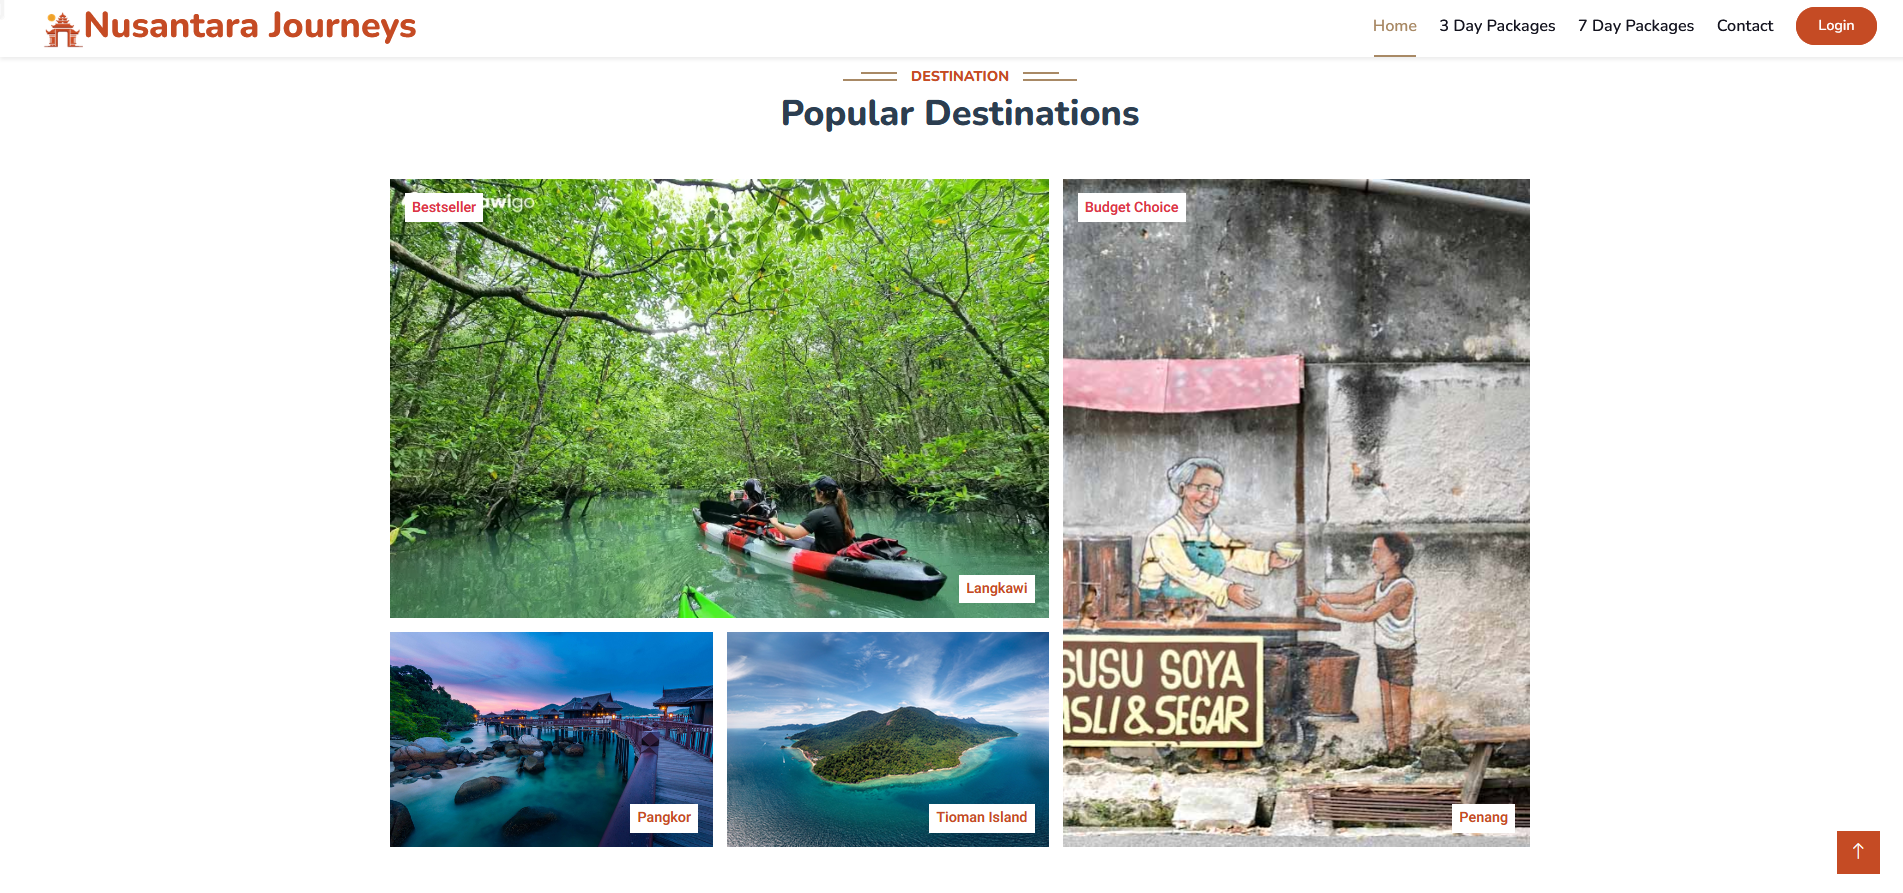 Nusantara Journeys
Home
3 Day Packages
7 Day Packages
Contact
Login
DESTINATION
Popular Destinations
Bestseller
awigo
Langkawi
Budget Choice
SUSU SOYA
ASLI & SEGAR
Penang
Pangkor
Tioman Island